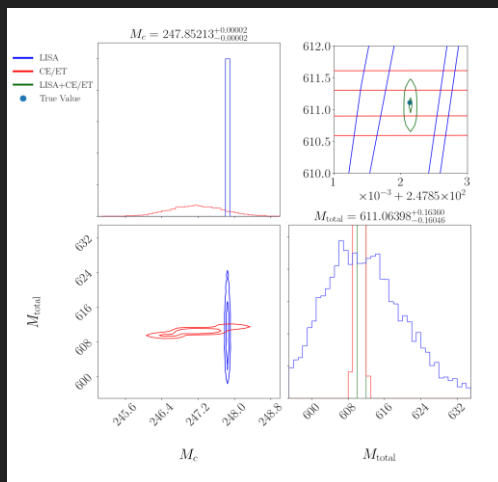 M_c = 247.85213^{+0.00002}_{-0.00002}
LISA
CE/ET
LISA+CE/ET
True Value
612.0
611.5
611.0
610.5
610.0
1 2 3
×10^{−3} + 2.4785×10^2
M_total = 611.06398^{+0.16360}_{-0.16046}
632
624
616
608
600
M_total
245.6 246.4 247.2 248.0 248.8
M_c
600 608 616 624 632
M_total